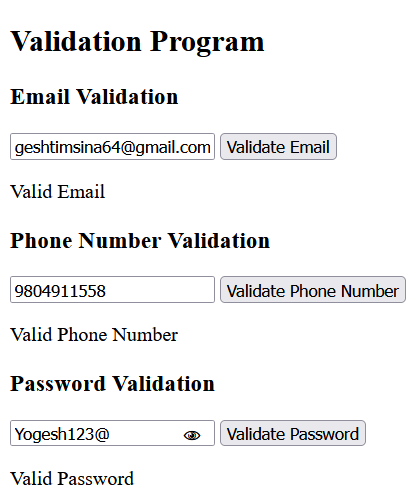 Validation Program
Email Validation
geshtimsina64@gmail.com Validate Email
Valid Email
Phone Number Validation
9804911558 Validate Phone Number
Valid Phone Number
Password Validation
Yogesh123@ Validate Password
Valid Password